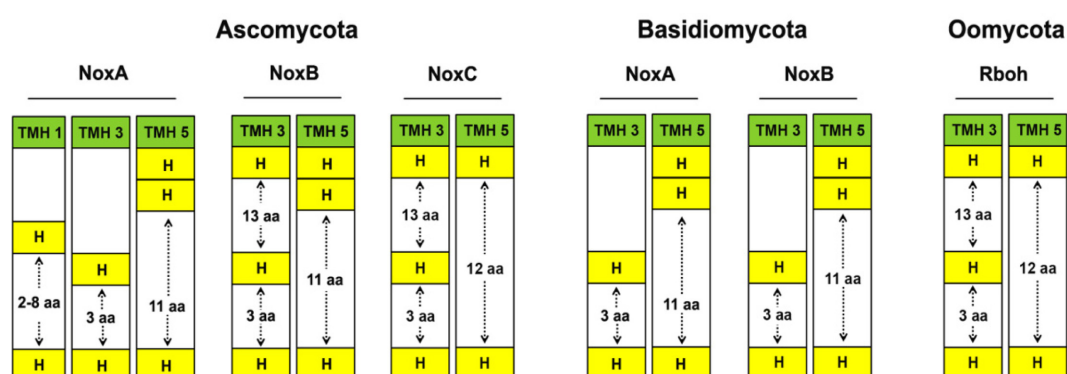 Ascomycota Basidiomycota Oomycota
NoxA NoxB NoxC NoxA NoxB Rboh
TMH 1 TMH 3 TMH 5 TMH 3 TMH 5 TMH 3 TMH 5 TMH 3 TMH 5 TMH 3 TMH 5 TMH 3 TMH 5
H H H H H H H H H
H H H H
13 aa 13 aa 13 aa
H
H H H H H H
2-8 aa 3 aa 11 aa 3 aa 11 aa 3 aa 12 aa 3 aa 11 aa 3 aa 11 aa 3 aa 12 aa
H H H H H H H H H H H H H